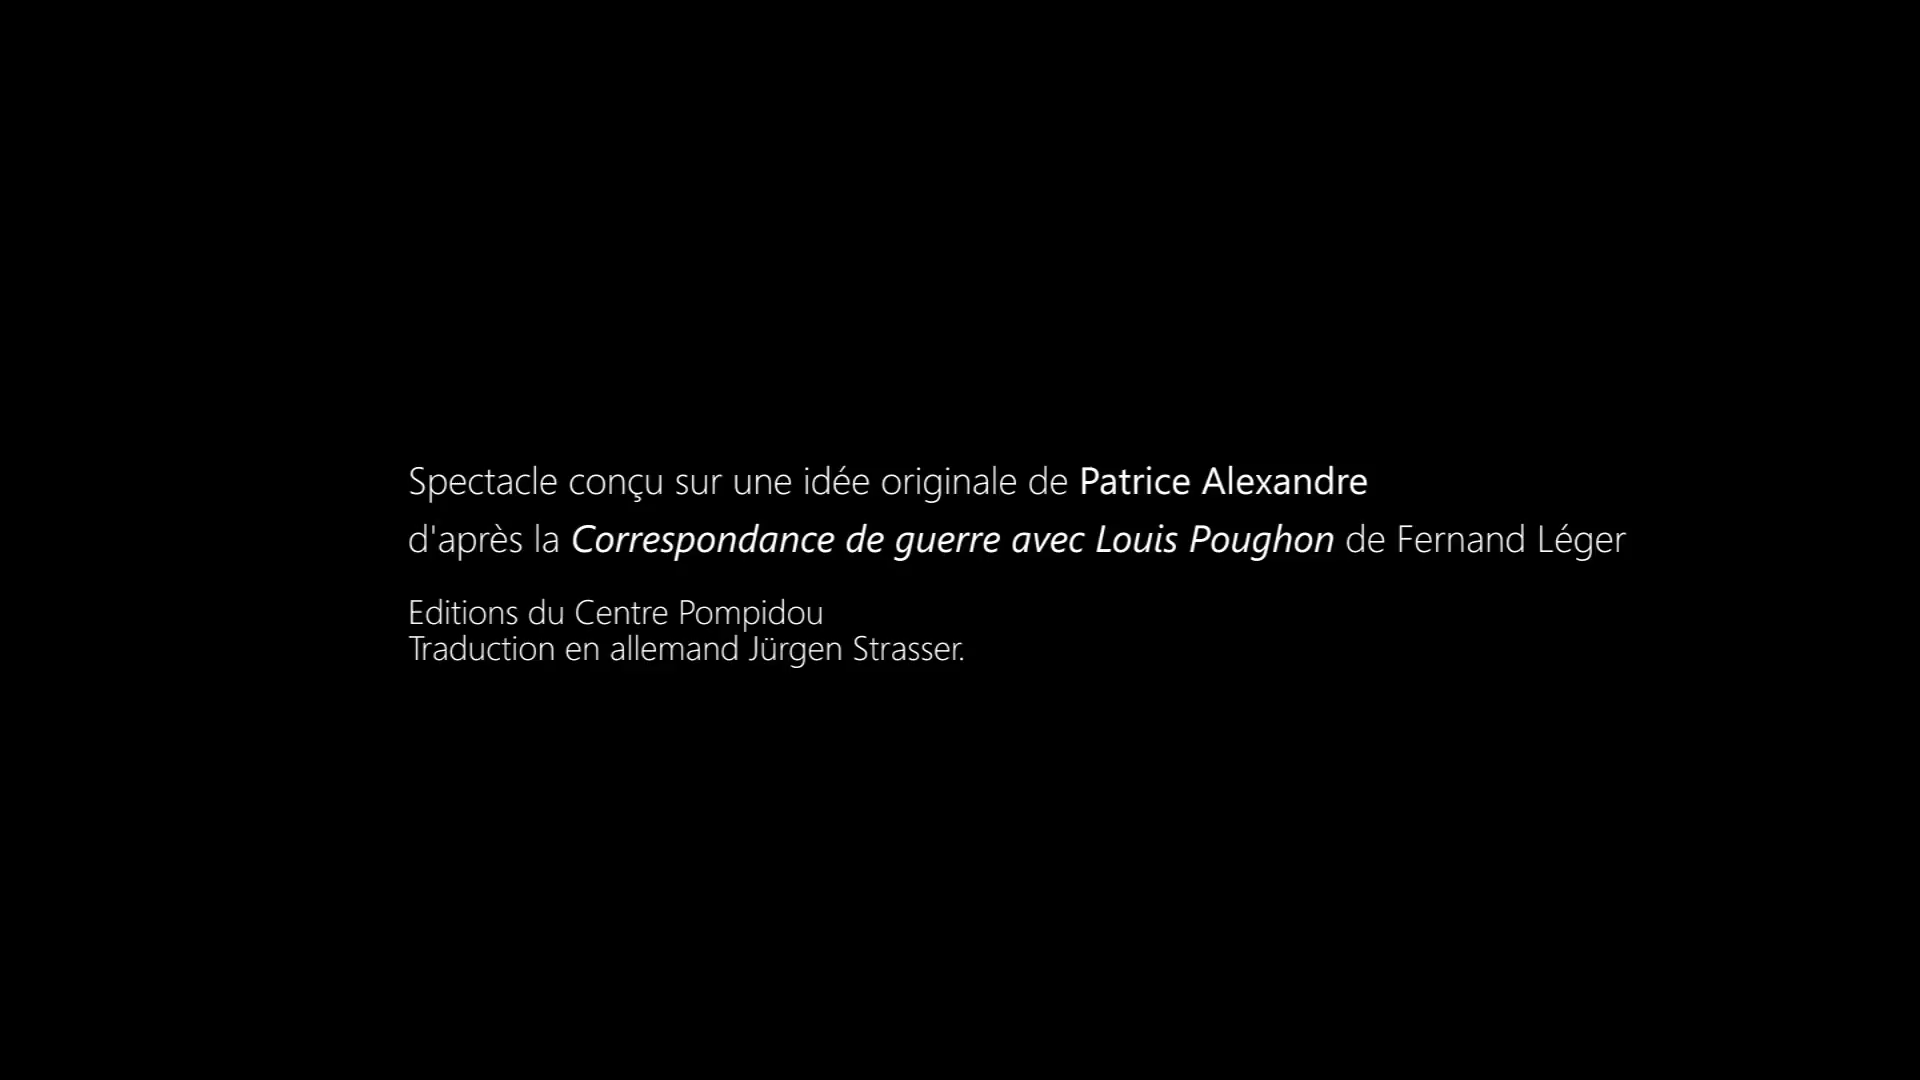 Spectacle conçu sur une idée originale de Patrice Alexandre
d'après la Correspondance de guerre avec Louis Poughon de Fernand Léger
Editions du Centre Pompidou
Traduction en allemand Jürgen Strasser.